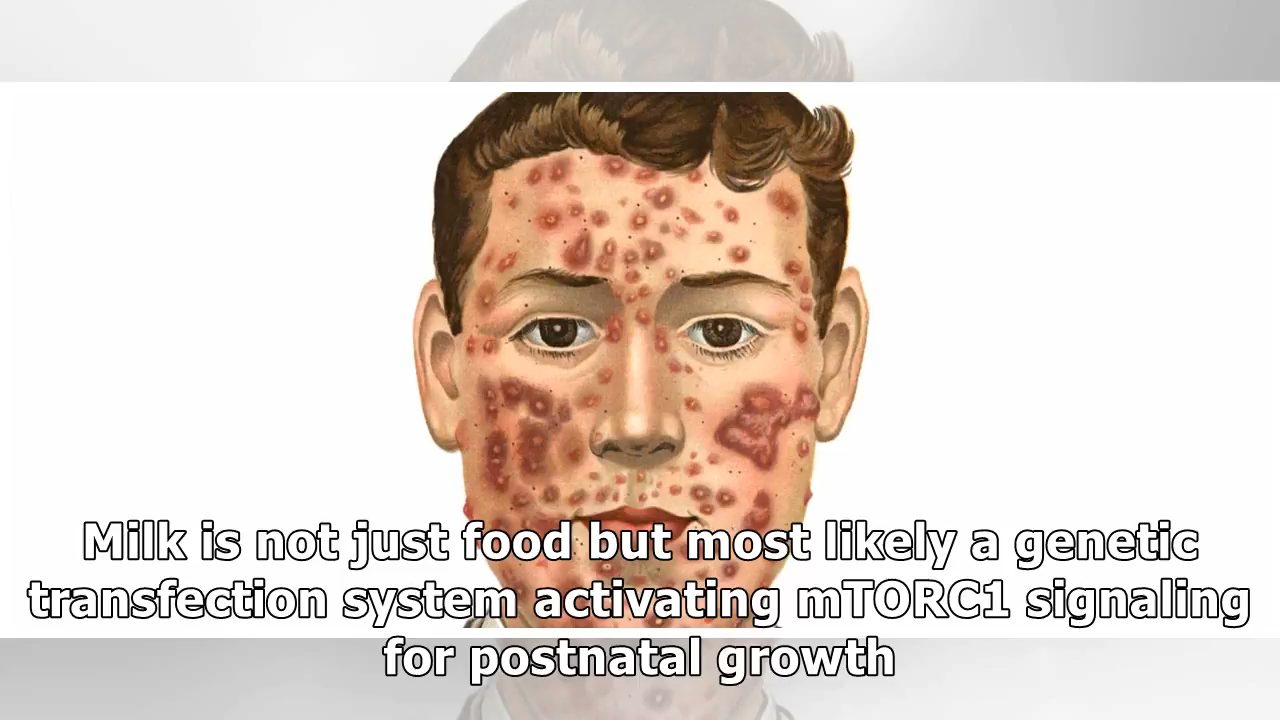 Milk is not just food but most likely a genetic
transfection system activating mTORC1 signaling
for postnatal growth